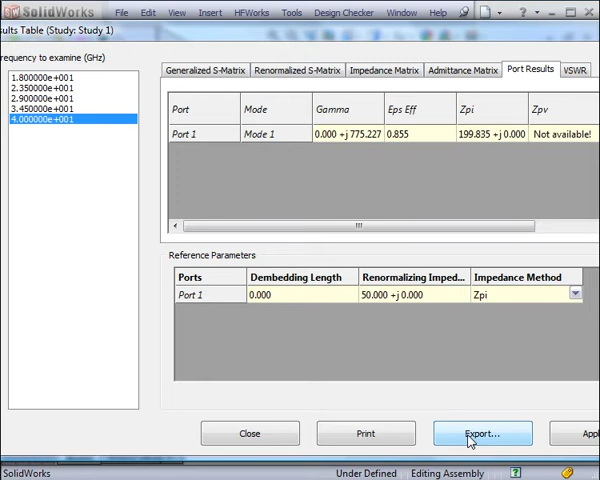 SolidWorks File Edit View Insert HFWorks Tools Design Checker Window Help
sults Table (Study: Study 1)
requency to examine (GHz)
1.800000e+001
2.350000e+001
2.900000e+001
3.450000e+001
4.000000e+001
Generalized S-Matrix Renormalized S-Matrix Impedance Matrix Admittance Matrix Port Results VSWR
Port Mode Gamma Eps Eff Zpi Zpv
Port 1 Mode 1 0.000 +j 775.227 0.855 199.835 +j 0.000 Not available!
Reference Parameters
Ports Dembedding Length Renormalizing Imped... Impedance Method
Port 1 0.000 50.000 +j 0.000 Zpi
Close Print Export... Appl
SolidWorks Under Defined Editing Assembly ?